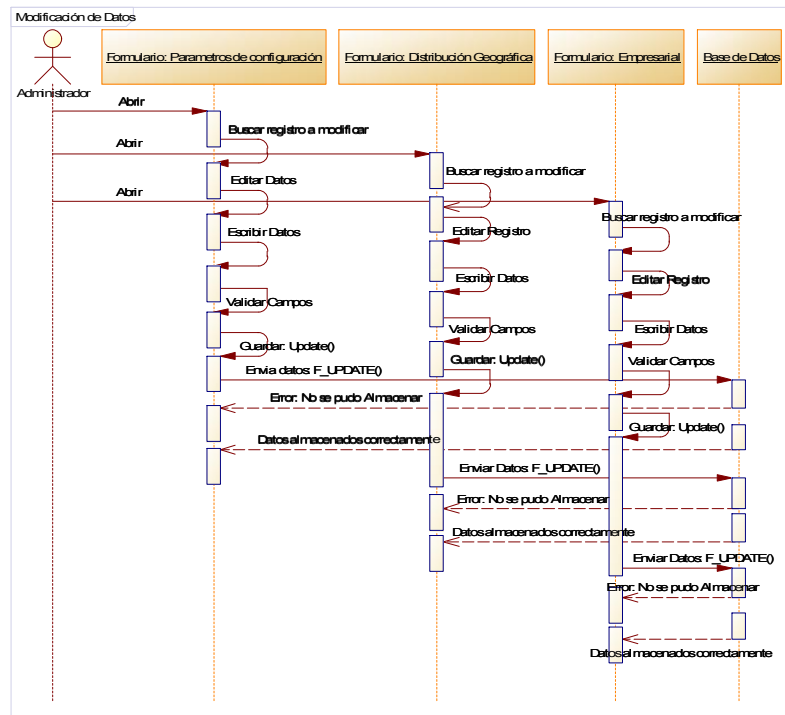 Modificación de Datos
Administrador
Formulario: Parametros de configuración
Formulario: Distribución Geográfica
Formulario: Empresarial
Base de Datos
Abrir
Buscar registro a modificar
Abrir
Buscar registro a modificar
Editar Datos
Abrir
Buscar registro a modificar
Escribir Datos
Editar Registro
Escribir Datos
Editar Registro
Validar Campos
Validar Campos
Escribir Datos
Guardar: Update()
Guardar: Update()
Validar Campos
Envia datos: F_UPDATE()
Error: No se pudo Almacenar
Guardar: Update()
Datos almacenados correctamente
Enviar Datos: F_UPDATE()
Error: No se pudo Almacenar
Datos almacenados correctamente
Enviar Datos: F_UPDATE()
Error: No se pudo Almacenar
Datos almacenados correctamente